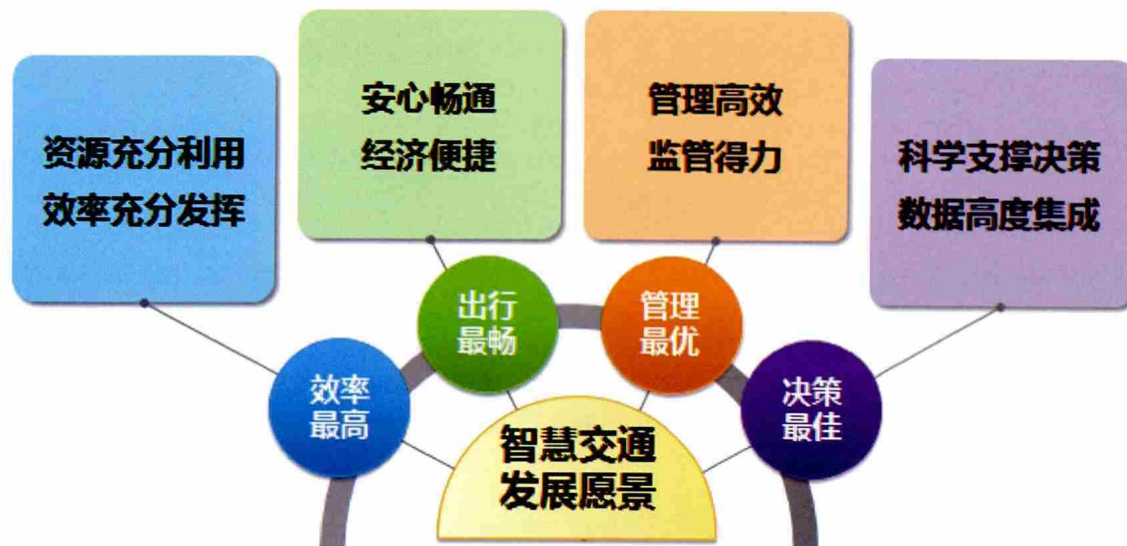 安心畅通
经济便捷
管理高效
监管得力
资源充分利用
效率充分发挥
科学支撑决策
数据高度集成
出行
最畅
管理
最优
效率
最高
决策
最佳
智慧交通
发展愿景